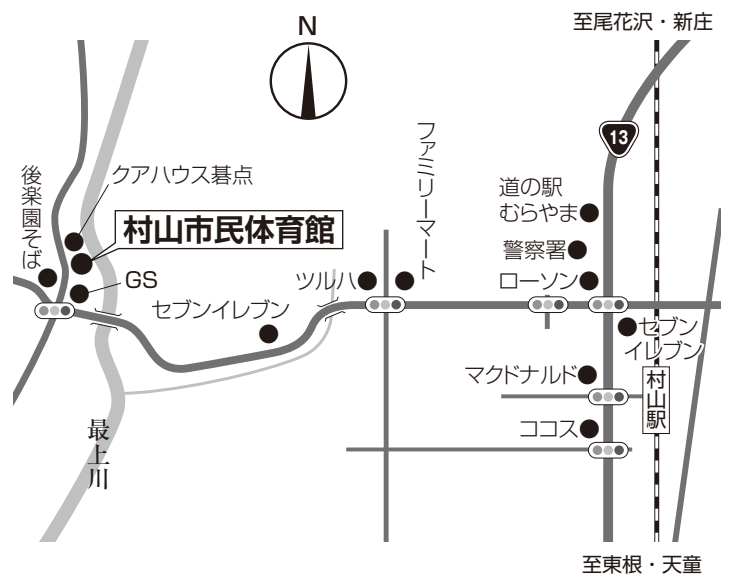 至尾花沢・新庄
N
13
ファミリーマート
後楽園そば
クアハウス碁点
村山市民体育館
GS
セブンイレブン
ツルハ
道の駅
むらやま
警察署
ローソン
セブン
イレブン
マクドナルド
村山駅
ココス
最上川
至東根・天童